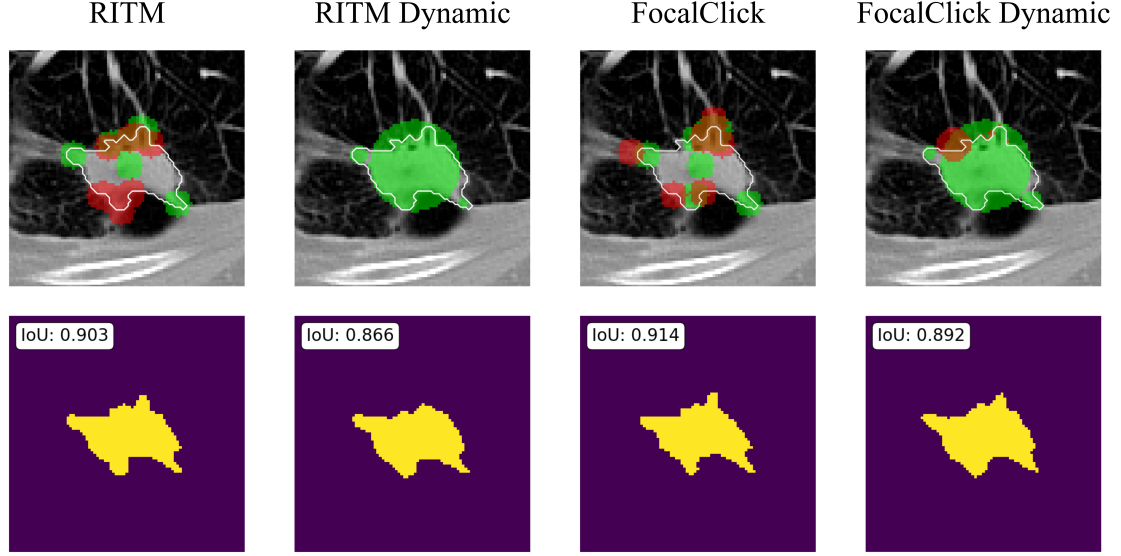 RITM
RITM Dynamic
FocalClick
FocalClick Dynamic
IoU: 0.903
IoU: 0.866
IoU: 0.914
IoU: 0.892